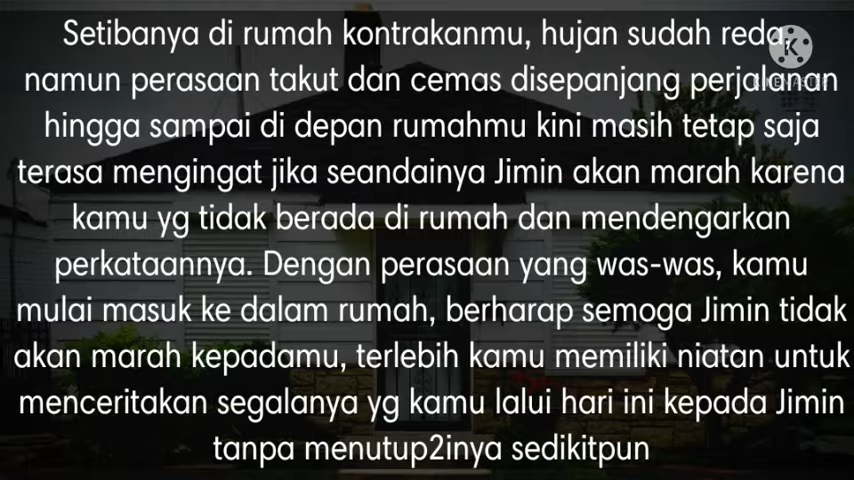 Setibanya di rumah kontrakanmu, hujan sudah reda,
namun perasaan takut dan cemas disepanjang perjalanan
hingga sampai di depan rumahmu kini masih tetap saja
terasa mengingat jika seandainya Jimin akan marah karena
kamu yg tidak berada di rumah dan mendengarkan
perkataannya. Dengan perasaan yang was-was, kamu
mulai masuk ke dalam rumah, berharap semoga Jimin tidak
akan marah kepadamu, terlebih kamu memiliki niatan untuk
menceritakan segalanya yg kamu lalui hari ini kepada Jimin
tanpa menutup2inya sedikitpun